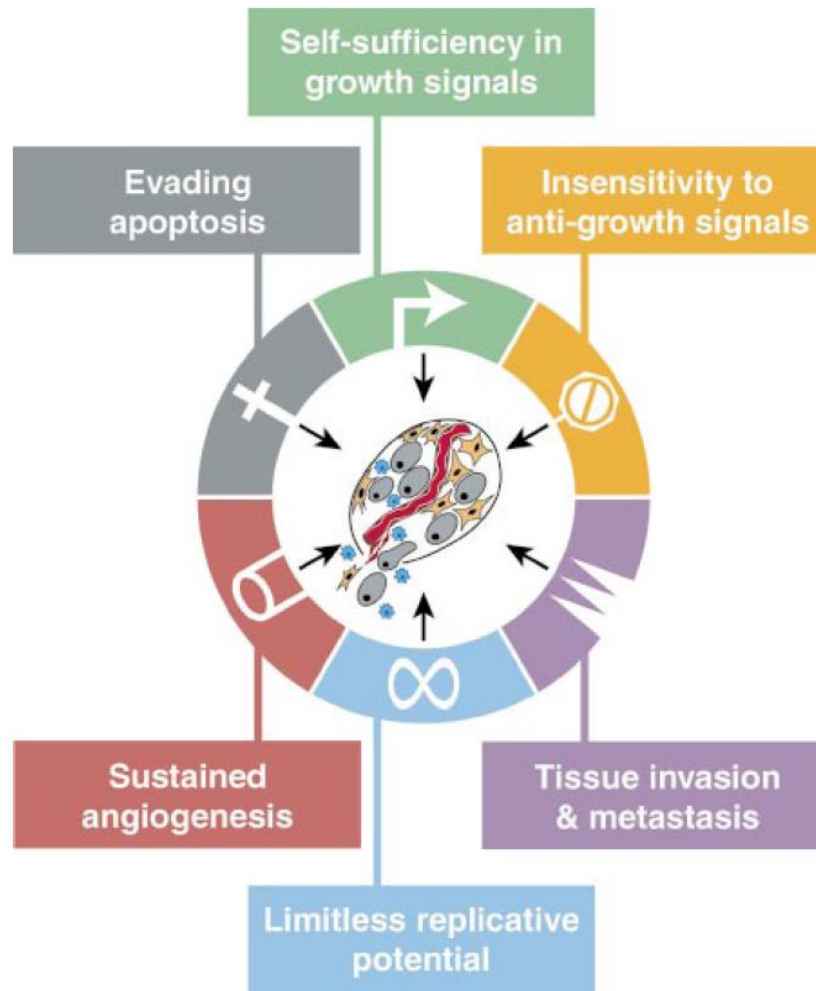 Self-sufficiency in
growth signals
Evading
apoptosis
Insensitivity to
anti-growth signals
Sustained
angiogenesis
Tissue invasion
& metastasis
Limitless replicative
potential